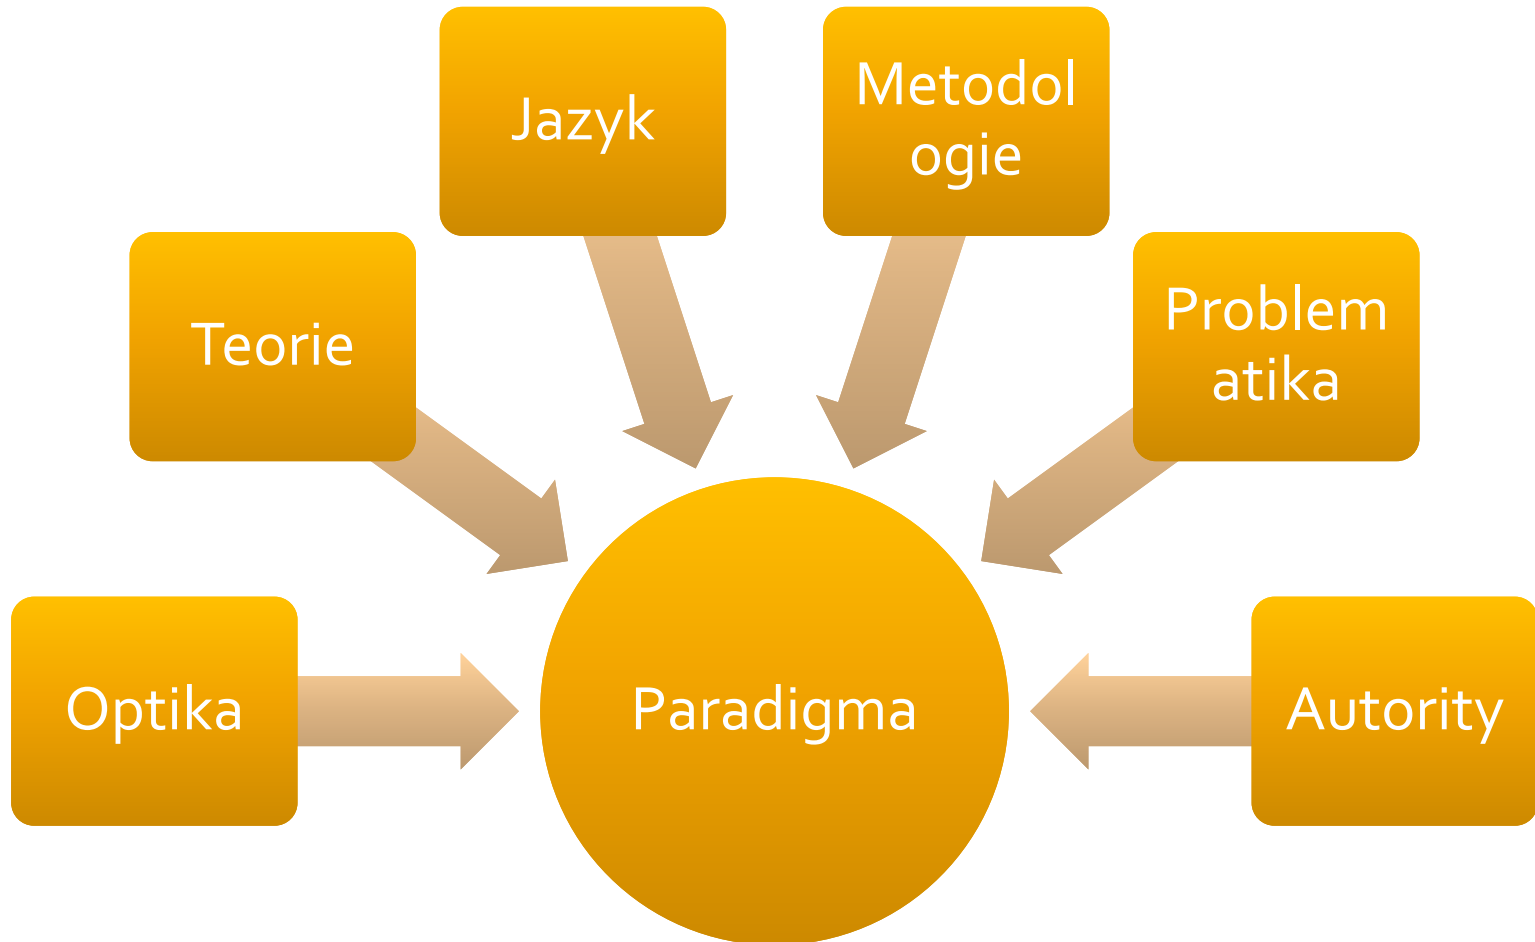 Jazyk
Metodol
ogie
Teorie
Problem
atika
Optika
Paradigma
Autority